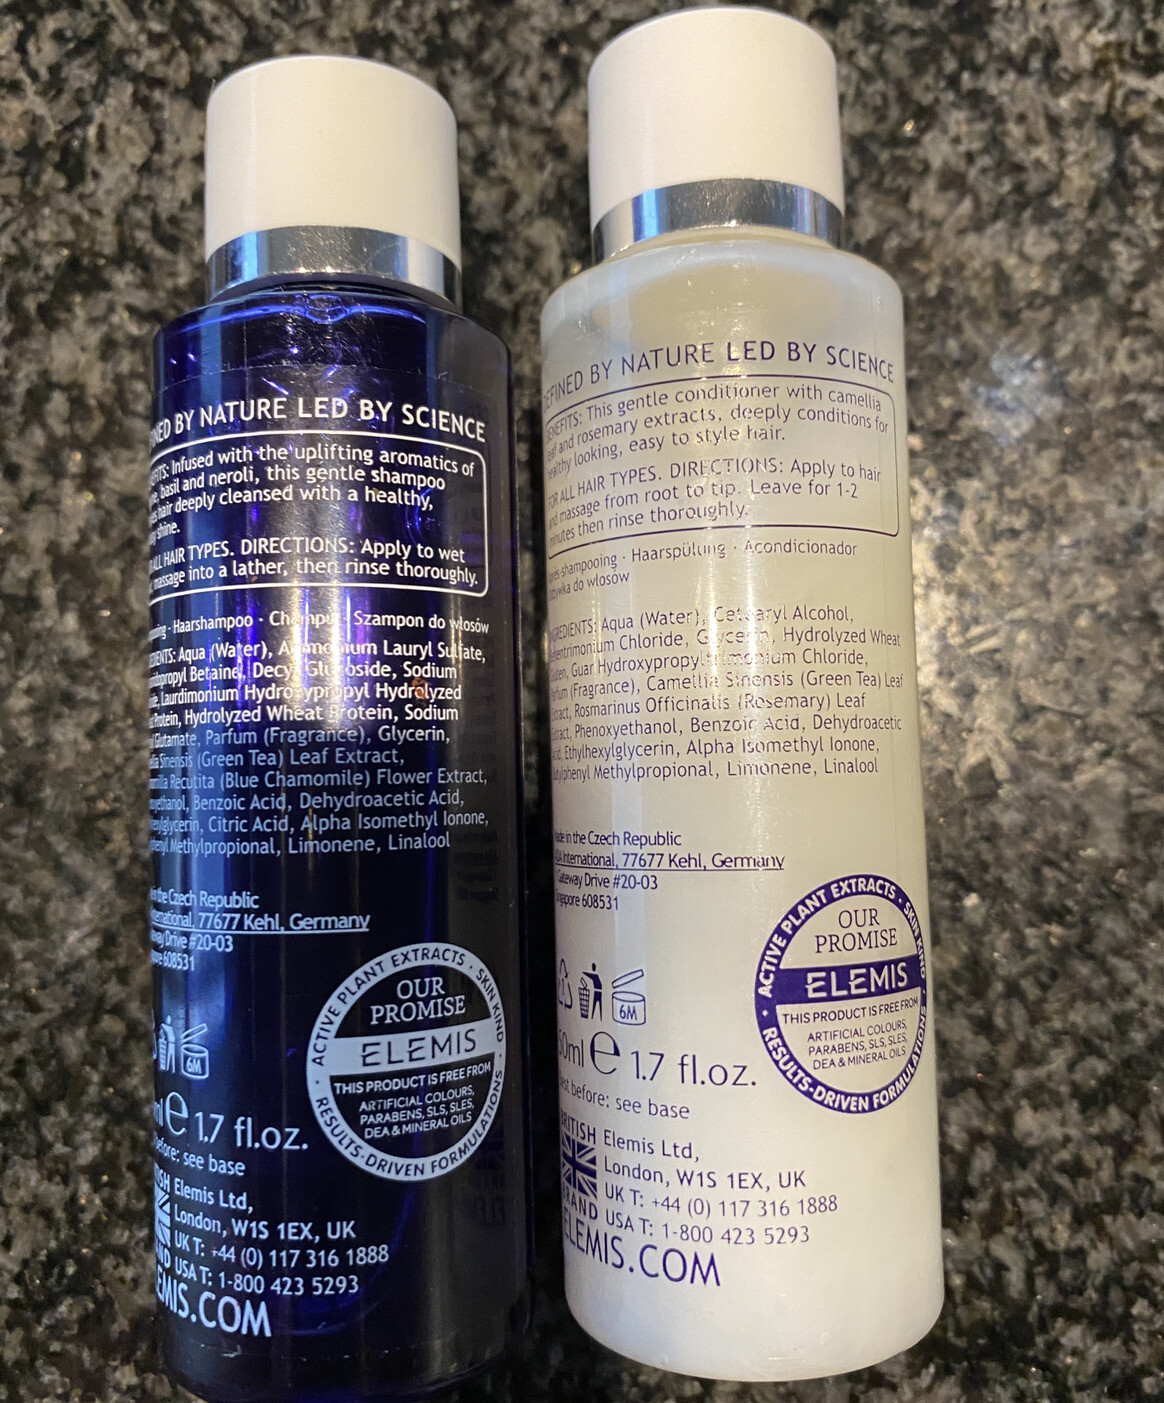 BY NATURE LED BY SCIENCE
Infused with the uplifting aromatics of
basil and neroli, this gentle shampoo
hair deeply cleansed with a healthy,
shine.
ALL HAIR TYPES. DIRECTIONS: Apply to wet
massage into a lather, then rinse thoroughly.
· Haarshampoo · Champú · Szampon do włosów
Aqua (Water), Ammonium Lauryl Sulfate,
Betaine, Decyl Glucoside, Sodium
Laurdimonium Hydroxypropyl Hydrolyzed
Protein, Hydrolyzed Wheat Protein, Sodium
Glutamate, Parfum (Fragrance), Glycerin,
Sinensis (Green Tea) Leaf Extract,
Recutita (Blue Chamomile) Flower Extract,
Benzoic Acid, Dehydroacetic Acid,
Citric Acid, Alpha Isomethyl Ionone,
Methylpropional, Limonene, Linalool
in the Czech Republic
International, 77677 Kehl, Germany
Drive #20-03
608531
6M
e 1.7 fl.oz.
before: see base
Elemis Ltd,
London, W1S 1EX, UK
UK T: +44 (0) 117 316 1888
USA T: 1-800 423 5293
.COM
ACTIVE PLANT EXTRACTS · SKIN KIND · RESULTS-DRIVEN FORMULATIONS ·
OUR
PROMISE
ELEMIS
THIS PRODUCT IS FREE FROM
ARTIFICIAL COLOURS,
PARABENS, SLS, SLES,
DEA & MINERAL OILS
BY NATURE LED BY SCIENCE
BENEFITS: This gentle conditioner with camellia
leaf and rosemary extracts, deeply conditions for
healthy looking, easy to style hair.
FOR ALL HAIR TYPES. DIRECTIONS: Apply to hair
and massage from root to tip. Leave for 1-2
minutes then rinse thoroughly.
Après-shampooing · Haarspülung · Acondicionador
do włosów
INGREDIENTS: Aqua (Water), Cetearyl Alcohol,
Chloride, Glycerin, Hydrolyzed Wheat
Guar Hydroxypropyltrimonium Chloride,
(Fragrance), Camellia Sinensis (Green Tea) Leaf
Extract, Rosmarinus Officinalis (Rosemary) Leaf
Extract, Phenoxyethanol, Benzoic Acid, Dehydroacetic
Acid, Ethylhexylglycerin, Alpha Isomethyl Ionone,
Methylpropional, Limonene, Linalool
Made in the Czech Republic
International, 77677 Kehl, Germany
Gateway Drive #20-03
Singapore 608531
6M
50ml e 1.7 fl.oz.
Best before: see base
BRITISH
BRAND
Elemis Ltd,
London, W1S 1EX, UK
UK T: +44 (0) 117 316 1888
USA T: 1-800 423 5293
ELEMIS.COM
ACTIVE PLANT EXTRACTS · SKIN KIND · RESULTS-DRIVEN FORMULATIONS ·
OUR
PROMISE
ELEMIS
THIS PRODUCT IS FREE FROM
ARTIFICIAL COLOURS,
PARABENS, SLS, SLES,
DEA & MINERAL OILS